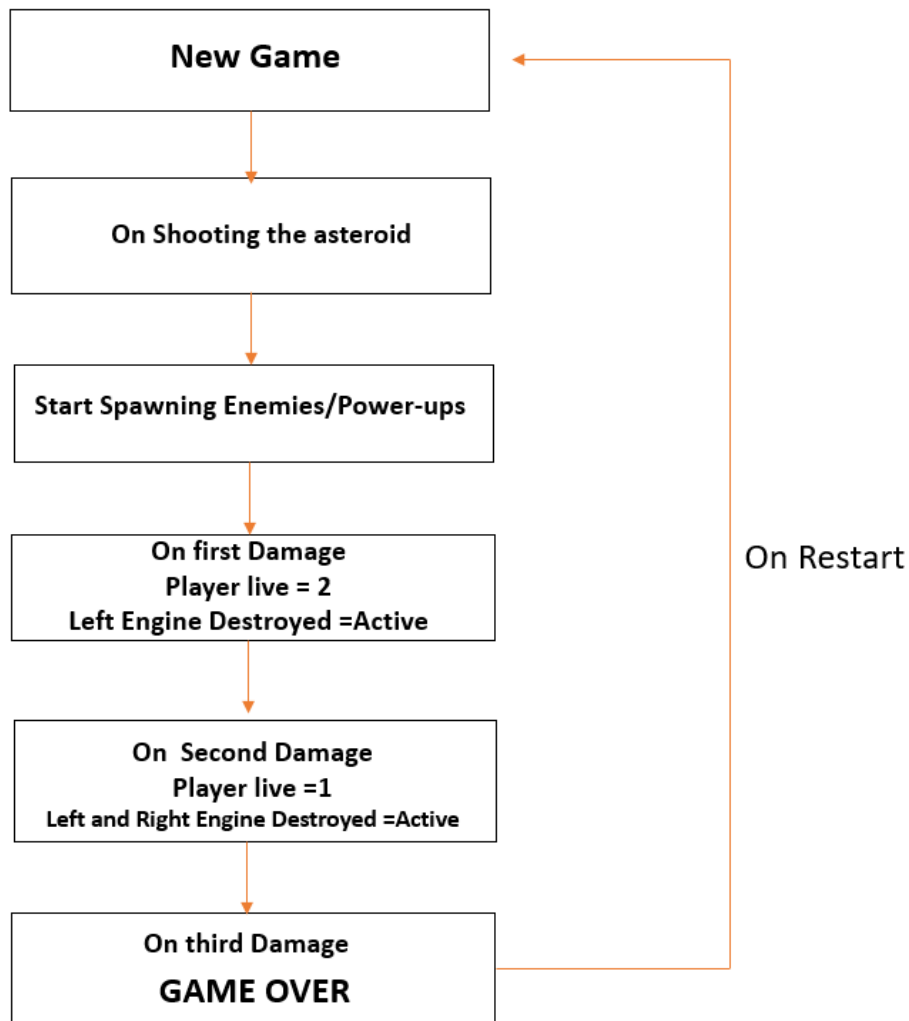 New Game
On Shooting the asteroid
Start Spawning Enemies/Power-ups
On first Damage
Player live = 2
Left Engine Destroyed =Active
On Restart
On  Second Damage
Player live =1
Left and Right Engine Destroyed =Active
On third Damage
GAME OVER